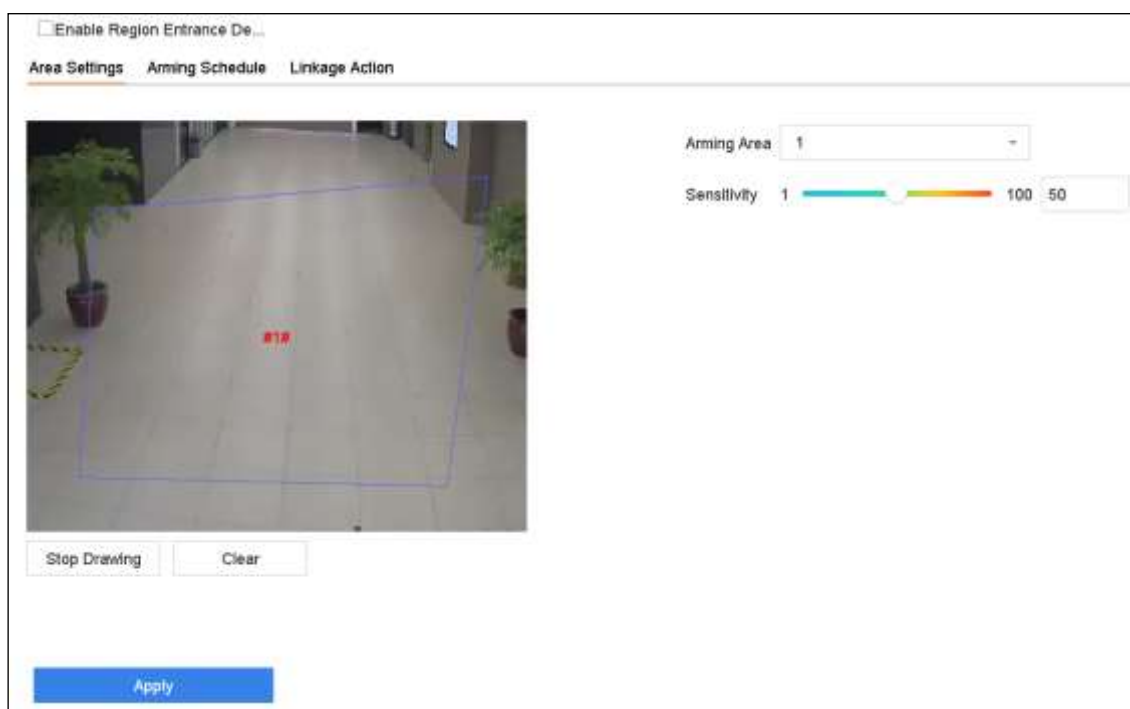 Enable Region Entrance De...
Area Settings Arming Schedule Linkage Action
Arming Area 1
Sensitivity 1 100 50
#1#
Stop Drawing Clear
Apply